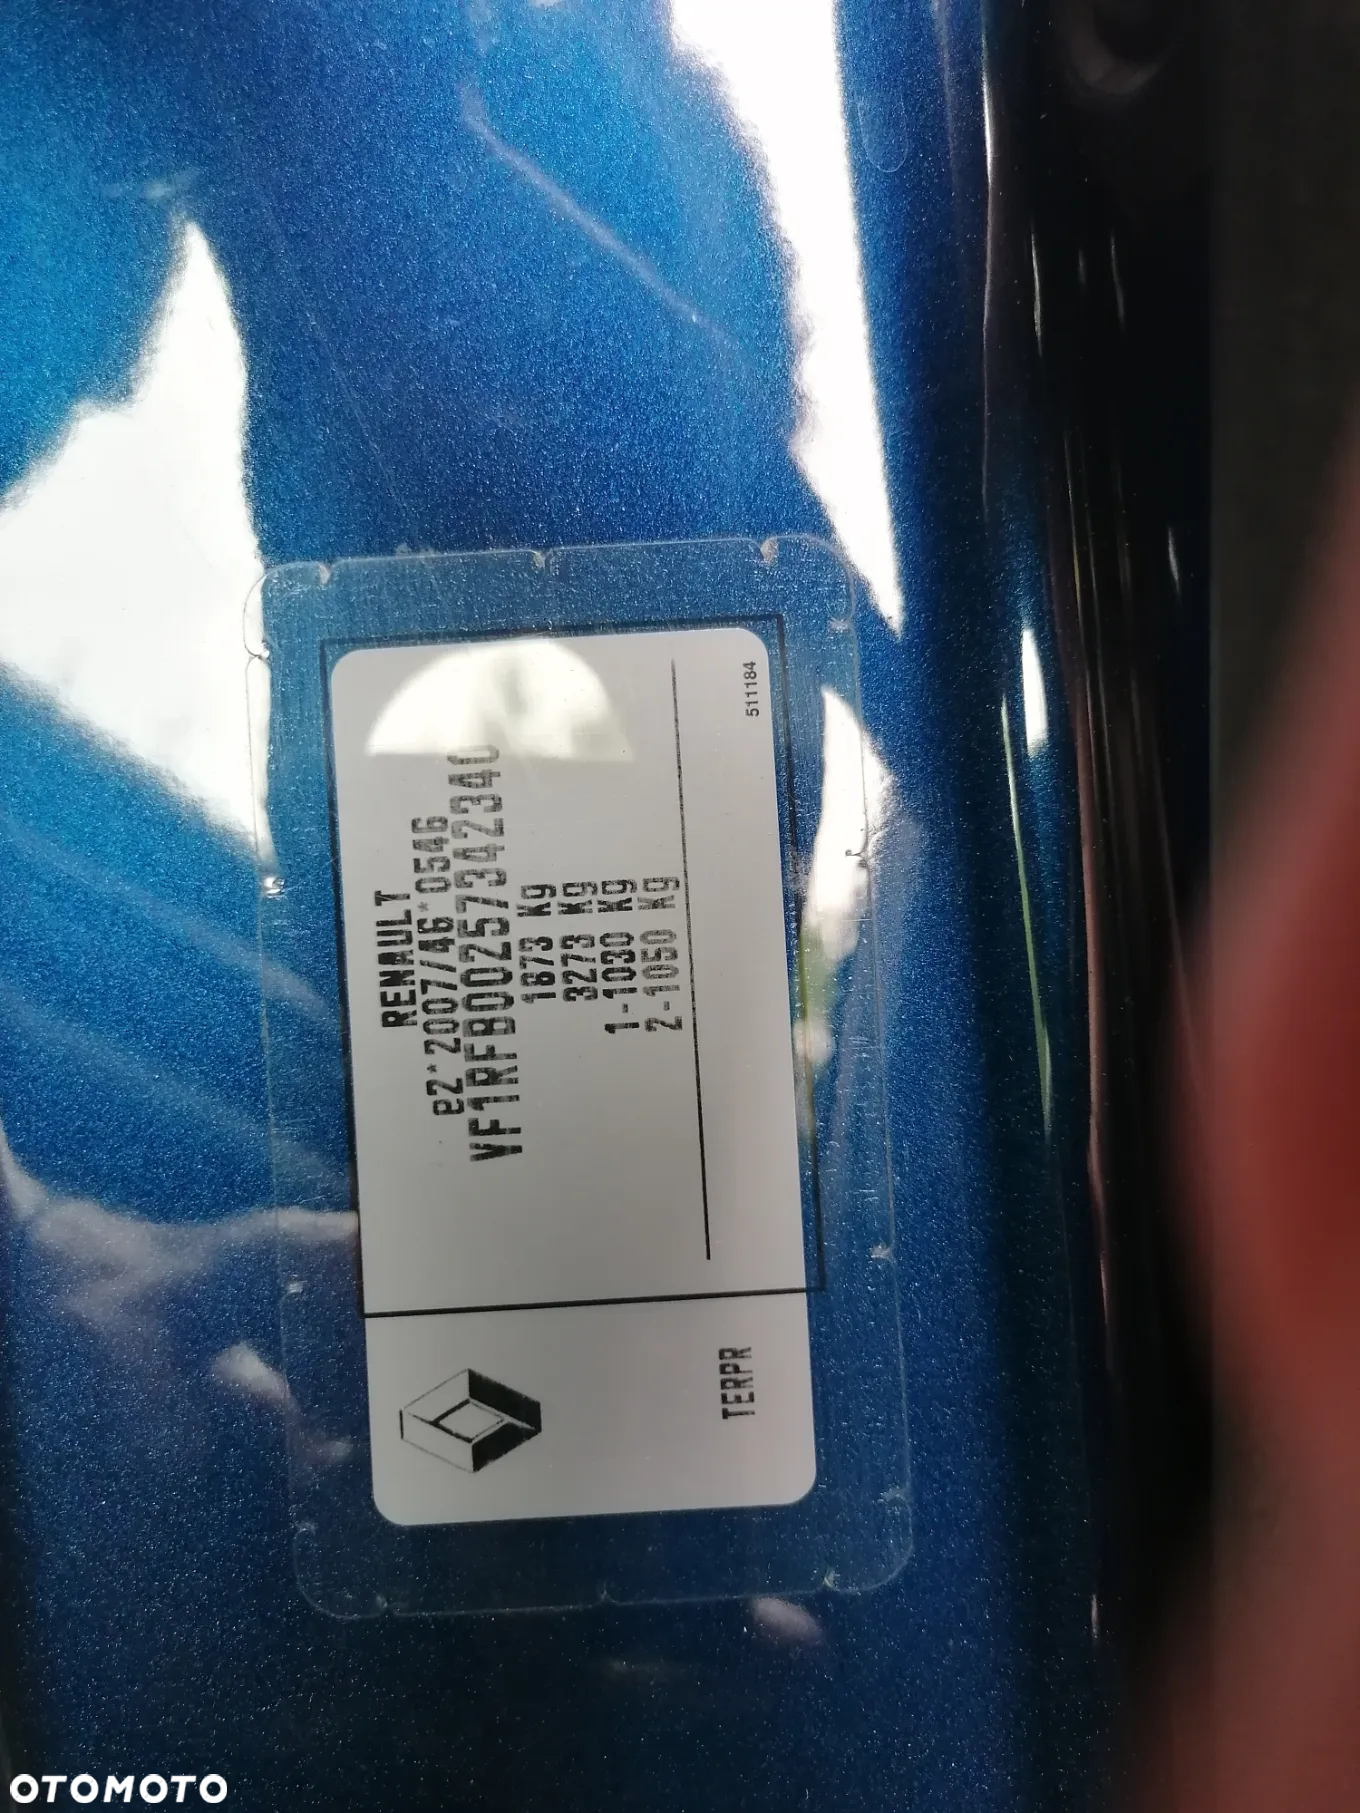 RENAULT
e2*2007/46*0546
VF1RFB00257342340
1873 Kg
3273 Kg
1-1030 Kg
2-1050 Kg
511184
TERPR
OTOMOTO